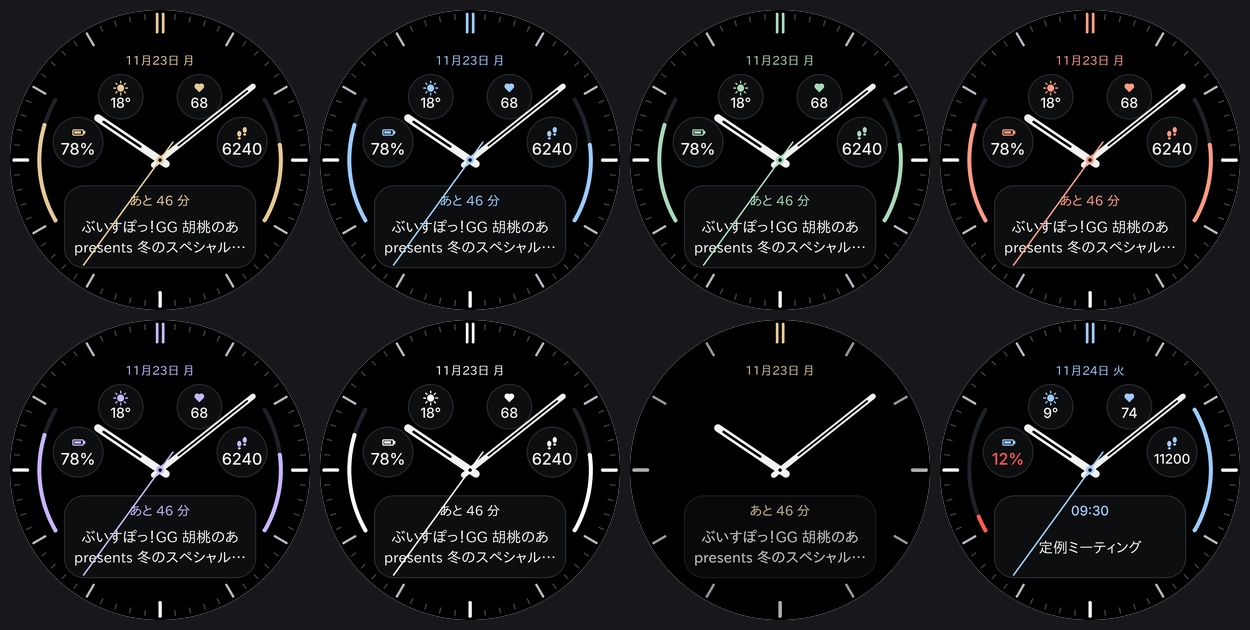 11月23日 月
18°
68
78%
6240
あと 46 分
ぶいすぽっ!GG 胡桃のあ
presents 冬のスペシャル…
11月23日 月
18°
68
78%
6240
あと 46 分
ぶいすぽっ!GG 胡桃のあ
presents 冬のスペシャル…
11月23日 月
18°
68
78%
6240
あと 46 分
ぶいすぽっ!GG 胡桃のあ
presents 冬のスペシャル…
11月23日 月
18°
68
78%
6240
あと 46 分
ぶいすぽっ!GG 胡桃のあ
presents 冬のスペシャル…
11月23日 月
18°
68
78%
6240
あと 46 分
ぶいすぽっ!GG 胡桃のあ
presents 冬のスペシャル…
11月23日 月
18°
68
78%
6240
あと 46 分
ぶいすぽっ!GG 胡桃のあ
presents 冬のスペシャル…
11月23日 月
あと 46 分
ぶいすぽっ!GG 胡桃のあ
presents 冬のスペシャル…
11月24日 火
9°
74
12%
11200
09:30
定例ミーティング